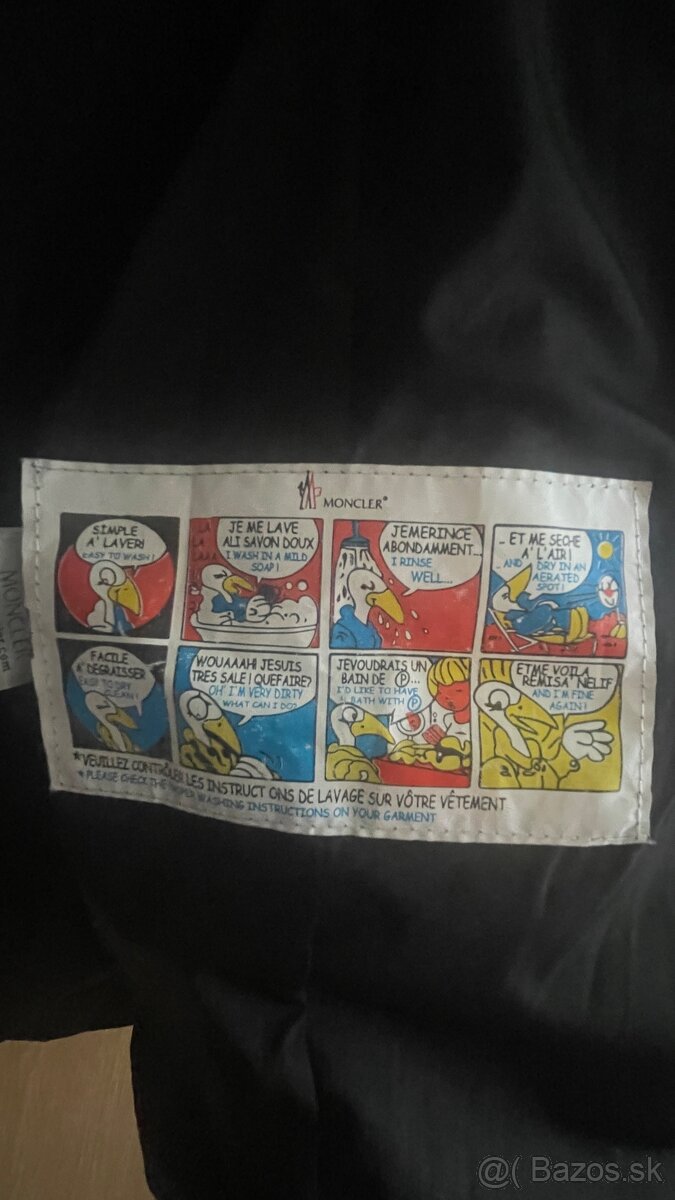 MONCLER
SIMPLE
A' LAVER!
EASY TO WASH!
JE ME LAVE
ALI SAVON DOUX
I WASH IN A MILD
SOAP!
JEMERINCE
ABONDAMMENT...
I RINSE
WELL...
.. ET ME SECHE
A' L'AIR!
.. AND I DRY IN AN
AERATED
SPOT!
FACILE
A' DEGRAISSER
EASY TO DRY
CLEAN!
WOUAAAH! JESUIS
TRES SALE! QUEFAIRE?
OH' I'M VERY DIRTY
WHAT CAN I DO?
JEVOUDRAIS UN
BAIN DE P...
I'D LIKE TO HAVE
A BATH WITH P
ETME VOILA
REMISA' NELIF
AND I'M FINE
AGAIN!
*VEUILLEZ CONTRÔLER LES INSTRUCT ONS DE LAVAGE SUR VÔTRE VÊTEMENT
* PLEASE CHECK THE PROPER WASHING INSTRUCTIONS ON YOUR GARMENT
MONCLER
.com
@( Bazos.sk